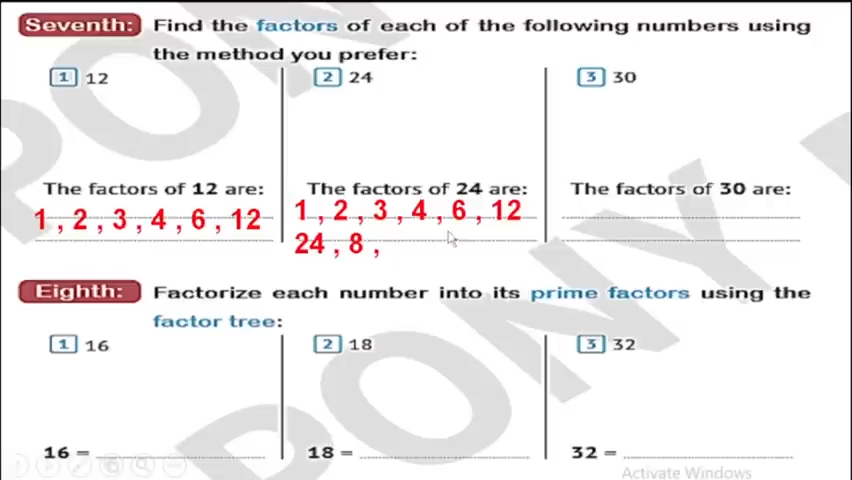 Seventh: Find the factors of each of the following numbers using
the method you prefer:
1 12
2 24
3 30
The factors of 12 are:
1 , 2 , 3 , 4 , 6 , 12
The factors of 24 are:
1 , 2 , 3 , 4 , 6 , 12
24 , 8 ,
The factors of 30 are:
Eighth: Factorize each number into its prime factors using the
factor tree:
1 16
2 18
3 32
16 =
18 =
32 =
Activate Windows
PONY